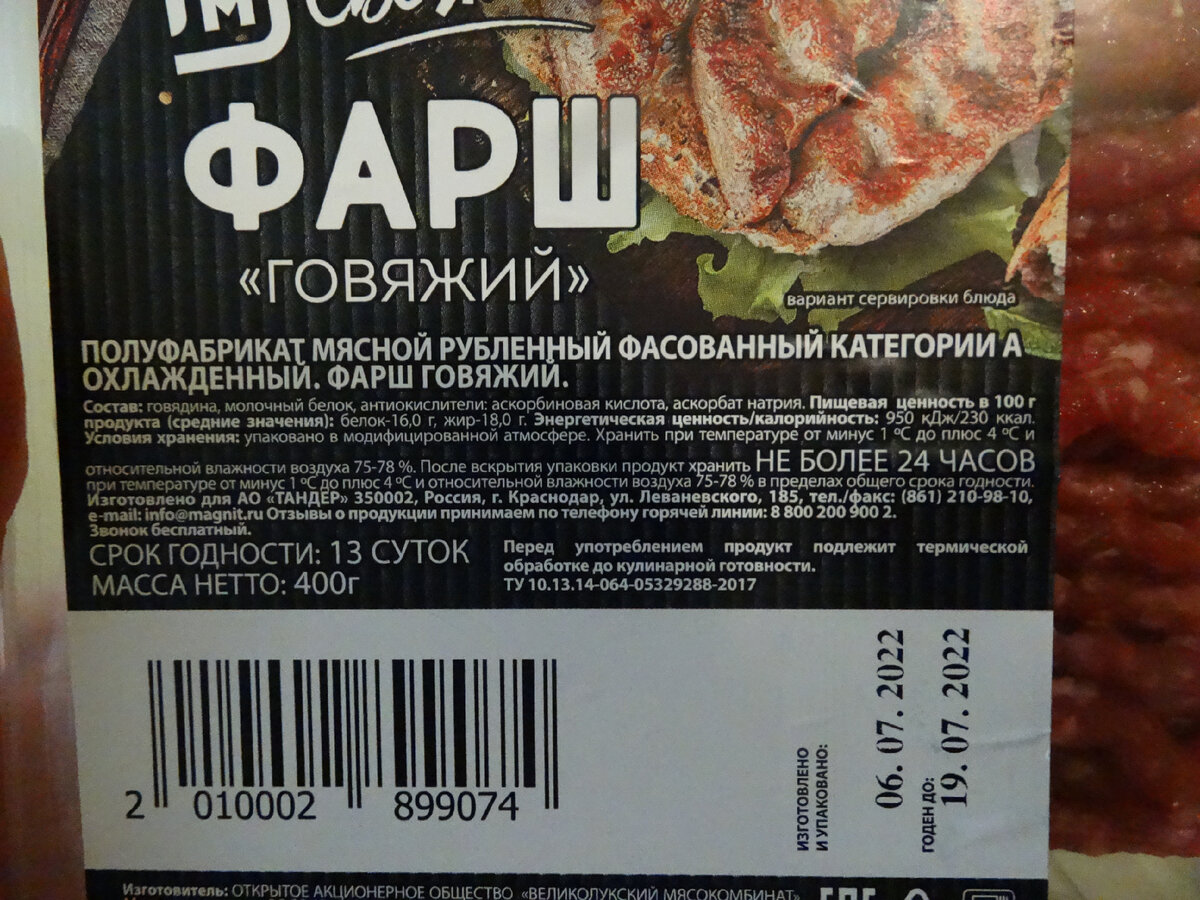 ФАРШ
«ГОВЯЖИЙ»
вариант сервировки блюда
ПОЛУФАБРИКАТ МЯСНОЙ РУБЛЕННЫЙ ФАСОВАННЫЙ КАТЕГОРИИ А
ОХЛАЖДЕННЫЙ. ФАРШ ГОВЯЖИЙ.
Состав: говядина, молочный белок, антиокислители: аскорбиновая кислота, аскорбат натрия. Пищевая ценность в 100 г
продукта (средние значения): белок-16,0 г, жир-18,0 г. Энергетическая ценность/калорийность: 950 кДж/230 ккал.
Условия хранения: упаковано в модифицированной атмосфере. Хранить при температуре от минус 1 ºС до плюс 4 ºС и
относительной влажности воздуха 75-78 %. После вскрытия упаковки продукт хранить НЕ БОЛЕЕ 24 ЧАСОВ
при температуре от минус 1 ºС до плюс 4 ºС и относительной влажности воздуха 75-78 % в пределах общего срока годности.
Изготовлено для АО «ТАНДЕР» 350002, Россия, г. Краснодар, ул. Леваневского, 185, тел./факс: (861) 210-98-10,
e-mail: info@magnit.ru Отзывы о продукции принимаем по телефону горячей линии: 8 800 200 900 2.
Звонок бесплатный.
СРОК ГОДНОСТИ: 13 СУТОК
МАССА НЕТТО: 400г
Перед употреблением продукт подлежит термической
обработке до кулинарной готовности.
ТУ 10.13.14-064-05329288-2017
2 010002 899074
ИЗГОТОВЛЕНО
И УПАКОВАНО:
06. 07. 2022
ГОДЕН ДО:
19. 07. 2022
Изготовитель: ОТКРЫТОЕ АКЦИОНЕРНОЕ ОБЩЕСТВО «ВЕЛИКОЛУКСКИЙ МЯСОКОМБИНАТ»